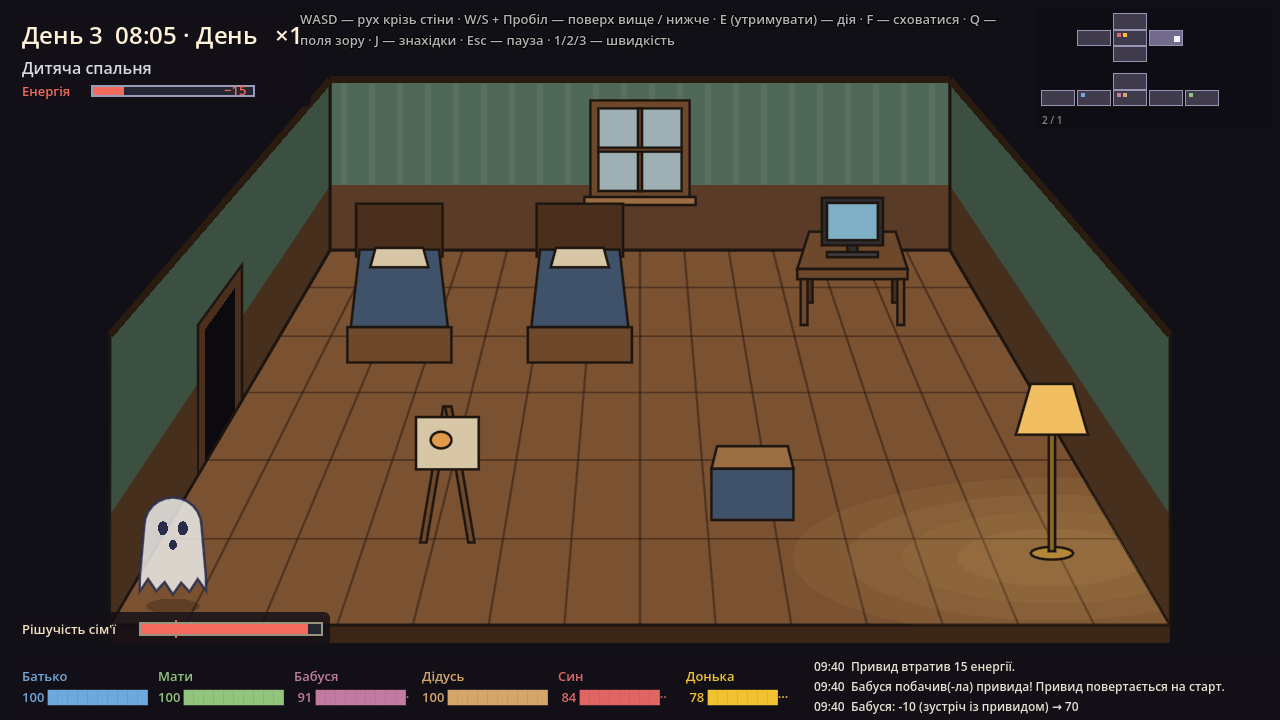 День 3  08:05 · День  ×1
WASD — рух крізь стіни · W/S + Пробіл — поверх вище / нижче · E (утримувати) — дія · F — сховатися · Q —
поля зору · J — знахідки · Esc — пауза · 1/2/3 — швидкість
Дитяча спальня
Енергія −15
2 / 1
Рішучість сім'ї
Батько Мати Бабуся Дідусь Син Донька
100 100 91 100 84 78
09:40  Привид втратив 15 енергії.
09:40  Бабуся побачив(-ла) привида! Привид повертається на старт.
09:40  Бабуся: -10 (зустріч із привидом) → 70